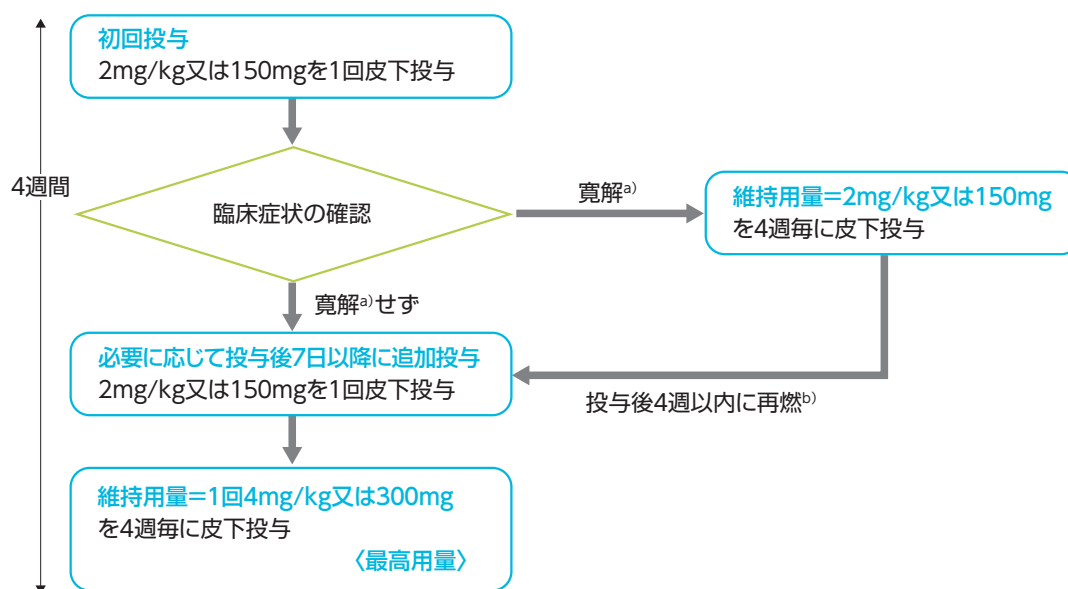 初回投与
2mg/kg又は150mgを1回皮下投与
4週間
臨床症状の確認
寛解a)
維持用量=2mg/kg又は150mg
を4週毎に皮下投与
寛解a)せず
必要に応じて投与後7日以降に追加投与
2mg/kg又は150mgを1回皮下投与
投与後4週以内に再燃b)
維持用量=1回4mg/kg又は300mg
を4週毎に皮下投与
〈最高用量〉